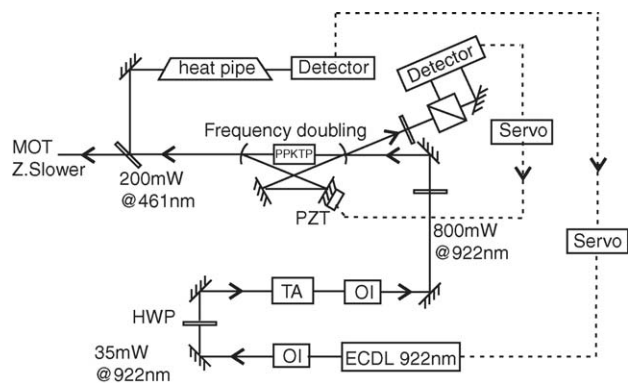 heat pipe
Detector
Detector
Servo
Frequency doubling
PPKTP
MOT
Z.Slower
200mW
@461nm
PZT
800mW
@922nm
Servo
TA
OI
HWP
35mW
@922nm
OI
ECDL 922nm